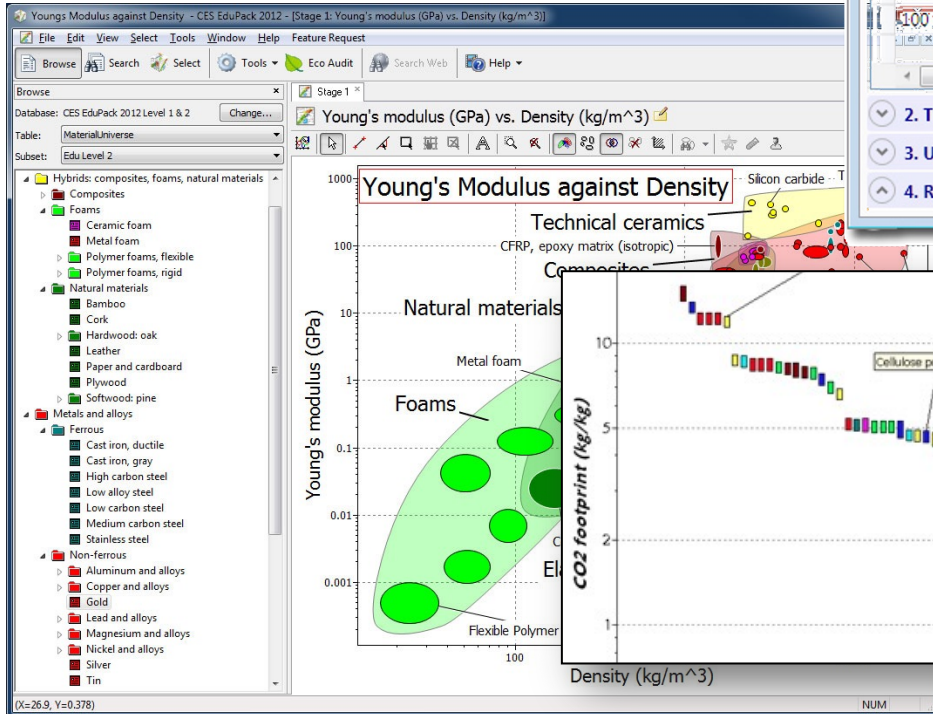 Youngs Modulus against Density - CES EduPack 2012 - [Stage 1: Young's modulus (GPa) vs. Density (kg/m^3)]
File Edit View Select Tools Window Help Feature Request
Browse Search Select Tools Eco Audit Search Web Help
Browse
Database: CES EduPack 2012 Level 1 & 2 Change...
Table: MaterialUniverse
Subset: Edu Level 2
Hybrids: composites, foams, natural materials
Composites
Foams
Ceramic foam
Metal foam
Polymer foams, flexible
Polymer foams, rigid
Natural materials
Bamboo
Cork
Hardwood: oak
Leather
Paper and cardboard
Plywood
Softwood: pine
Metals and alloys
Ferrous
Cast iron, ductile
Cast iron, gray
High carbon steel
Low alloy steel
Low carbon steel
Medium carbon steel
Stainless steel
Non-ferrous
Aluminum and alloys
Copper and alloys
Gold
Lead and alloys
Magnesium and alloys
Nickel and alloys
Silver
Tin
Stage 1
Young's modulus (GPa) vs. Density (kg/m^3)
Young's Modulus against Density
Silicon carbide T
Technical ceramics
CFRP, epoxy matrix (isotropic)
Composites
Natural materials
Metal foam
Foams
Ela
Flexible Polymer
Young's modulus (GPa)
1000
100
10
1
0.1
0.01
0.001
100
Density (kg/m^3)
100
2. T
3. U
4. R
CO2 footprint (kg/kg)
10
5
2
1
Cellulose p
(X=26.9, Y=0.378)
NUM